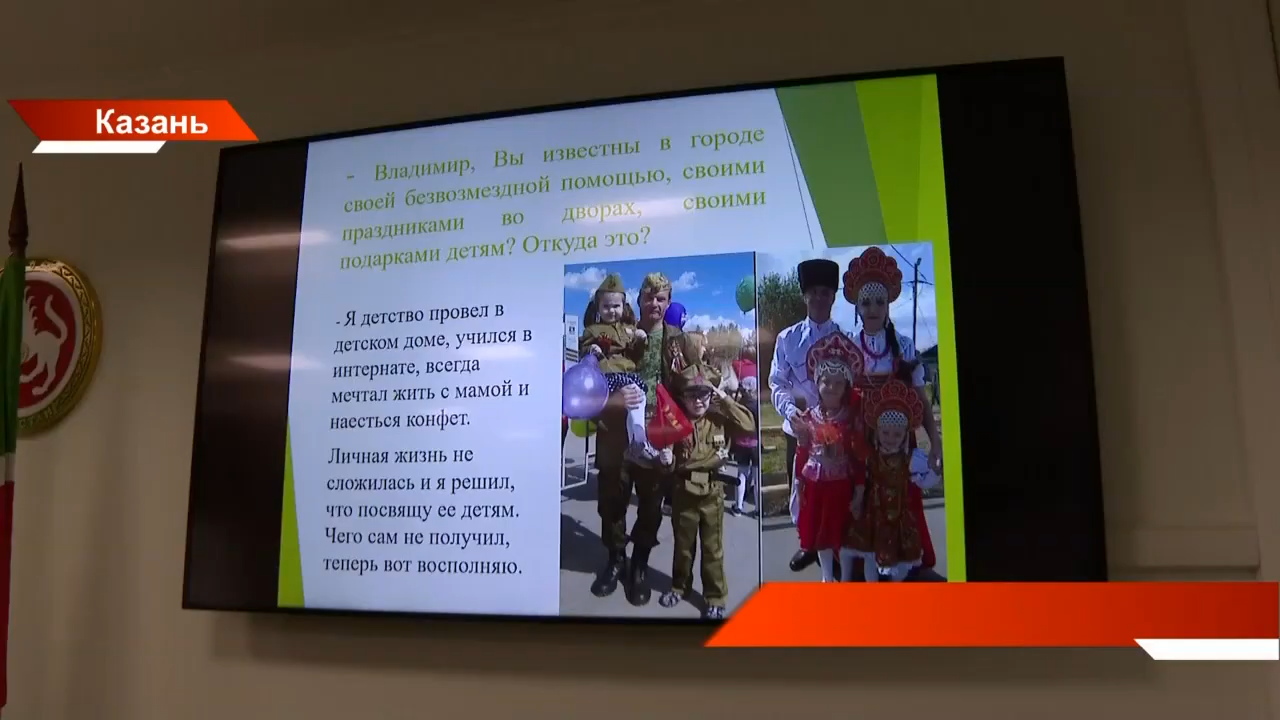 Казань
- Владимир, Вы известны в городе
своей безвозмездной помощью, своими
праздниками во дворах, своими
подарками детям? Откуда это?
- Я детство провел в
детском доме, учился в
интернате, всегда
мечтал жить с мамой и
наесться конфет.
Личная жизнь не
сложилась и я решил,
что посвящу ее детям.
Чего сам не получил,
теперь вот восполняю.